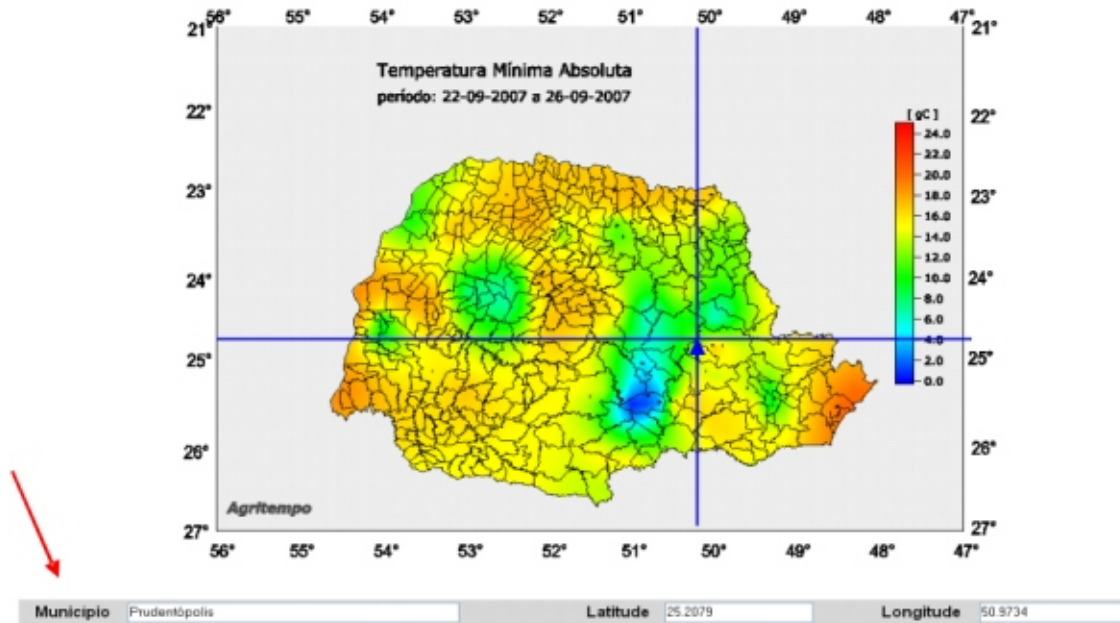 56° 55° 54° 53° 52° 51° 50° 49° 48° 47°
21° 21°
Temperatura Mínima Absoluta
período: 22-09-2007 a 26-09-2007
22° 22°
[ gC ]
24.0
22.0
20.0
18.0
16.0
14.0
12.0
10.0
8.0
6.0
4.0
2.0
0.0
23° 23°
24° 24°
25° 25°
26° 26°
Agritempo
27° 27°
56° 55° 54° 53° 52° 51° 50° 49° 48° 47°
Município Prudentópolis Latitude 25.2079 Longitude 50.9734